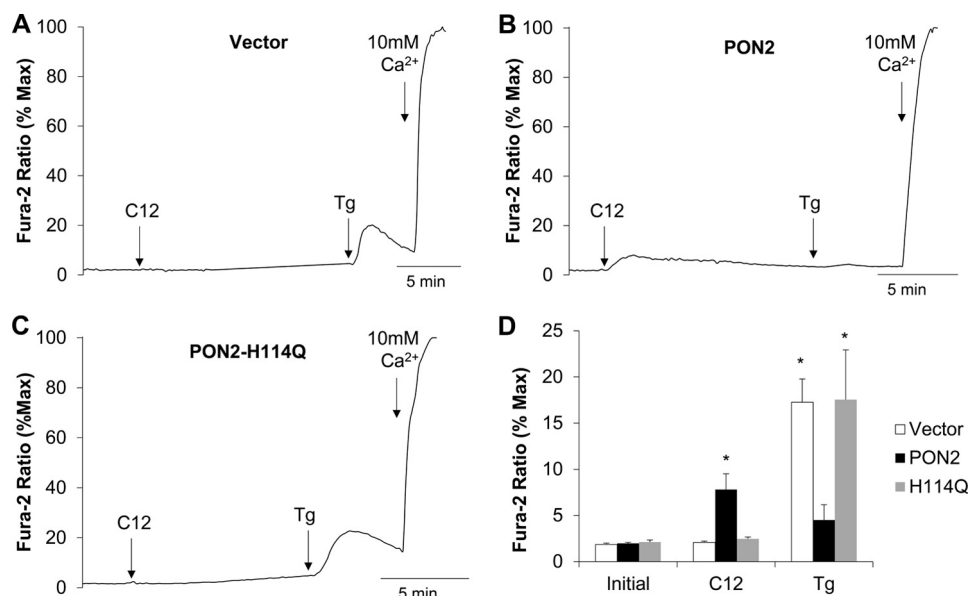 A
Vector
Fura-2 Ratio (% Max)
100
80
60
40
20
0
C12
Tg
10mM
Ca²⁺
5 min
B
PON2
Fura-2 Ratio (% Max)
100
80
60
40
20
0
C12
Tg
10mM
Ca²⁺
5 min
C
PON2-H114Q
Fura-2 Ratio (%Max)
100
80
60
40
20
0
C12
Tg
10mM
Ca²⁺
5 min
D
Fura-2 Ratio (% Max)
25
20
15
10
5
0
*
*
*
Initial
C12
Tg
Vector
PON2
H114Q